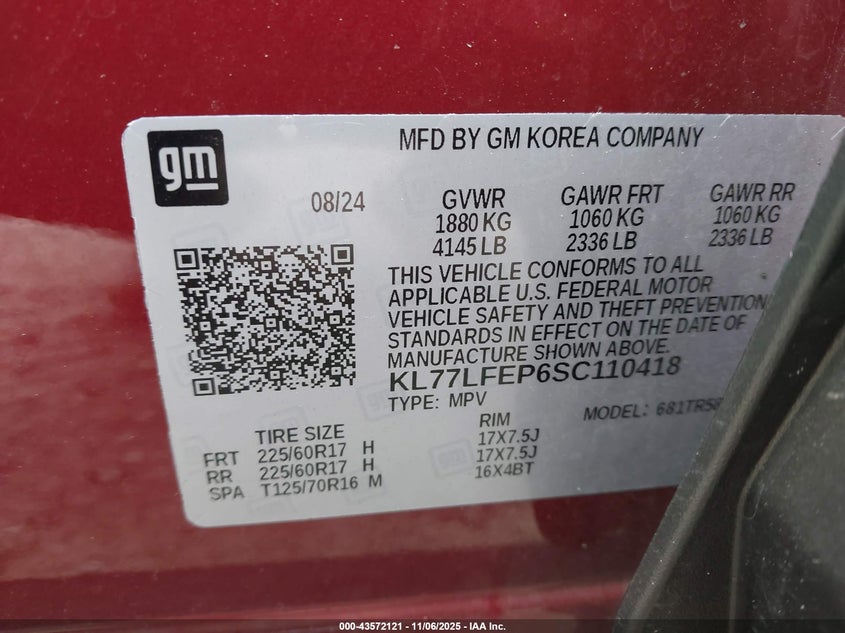 gm
MFD BY GM KOREA COMPANY
08/24
GVWR GAWR FRT GAWR RR
1880 KG 1060 KG 1060 KG
4145 LB 2336 LB 2336 LB
THIS VEHICLE CONFORMS TO ALL
APPLICABLE U.S. FEDERAL MOTOR
VEHICLE SAFETY AND THEFT PREVENTION
STANDARDS IN EFFECT ON THE DATE OF
MANUFACTURE SHOWN ABOVE.
KL77LFEP6SC110418
TYPE: MPV MODEL: 681TR58
TIRE SIZE RIM
FRT 225/60R17 H 17X7.5J
RR 225/60R17 H 17X7.5J
SPA T125/70R16 M 16X4BT
000-43572121 - 11/06/2025 - IAA Inc.